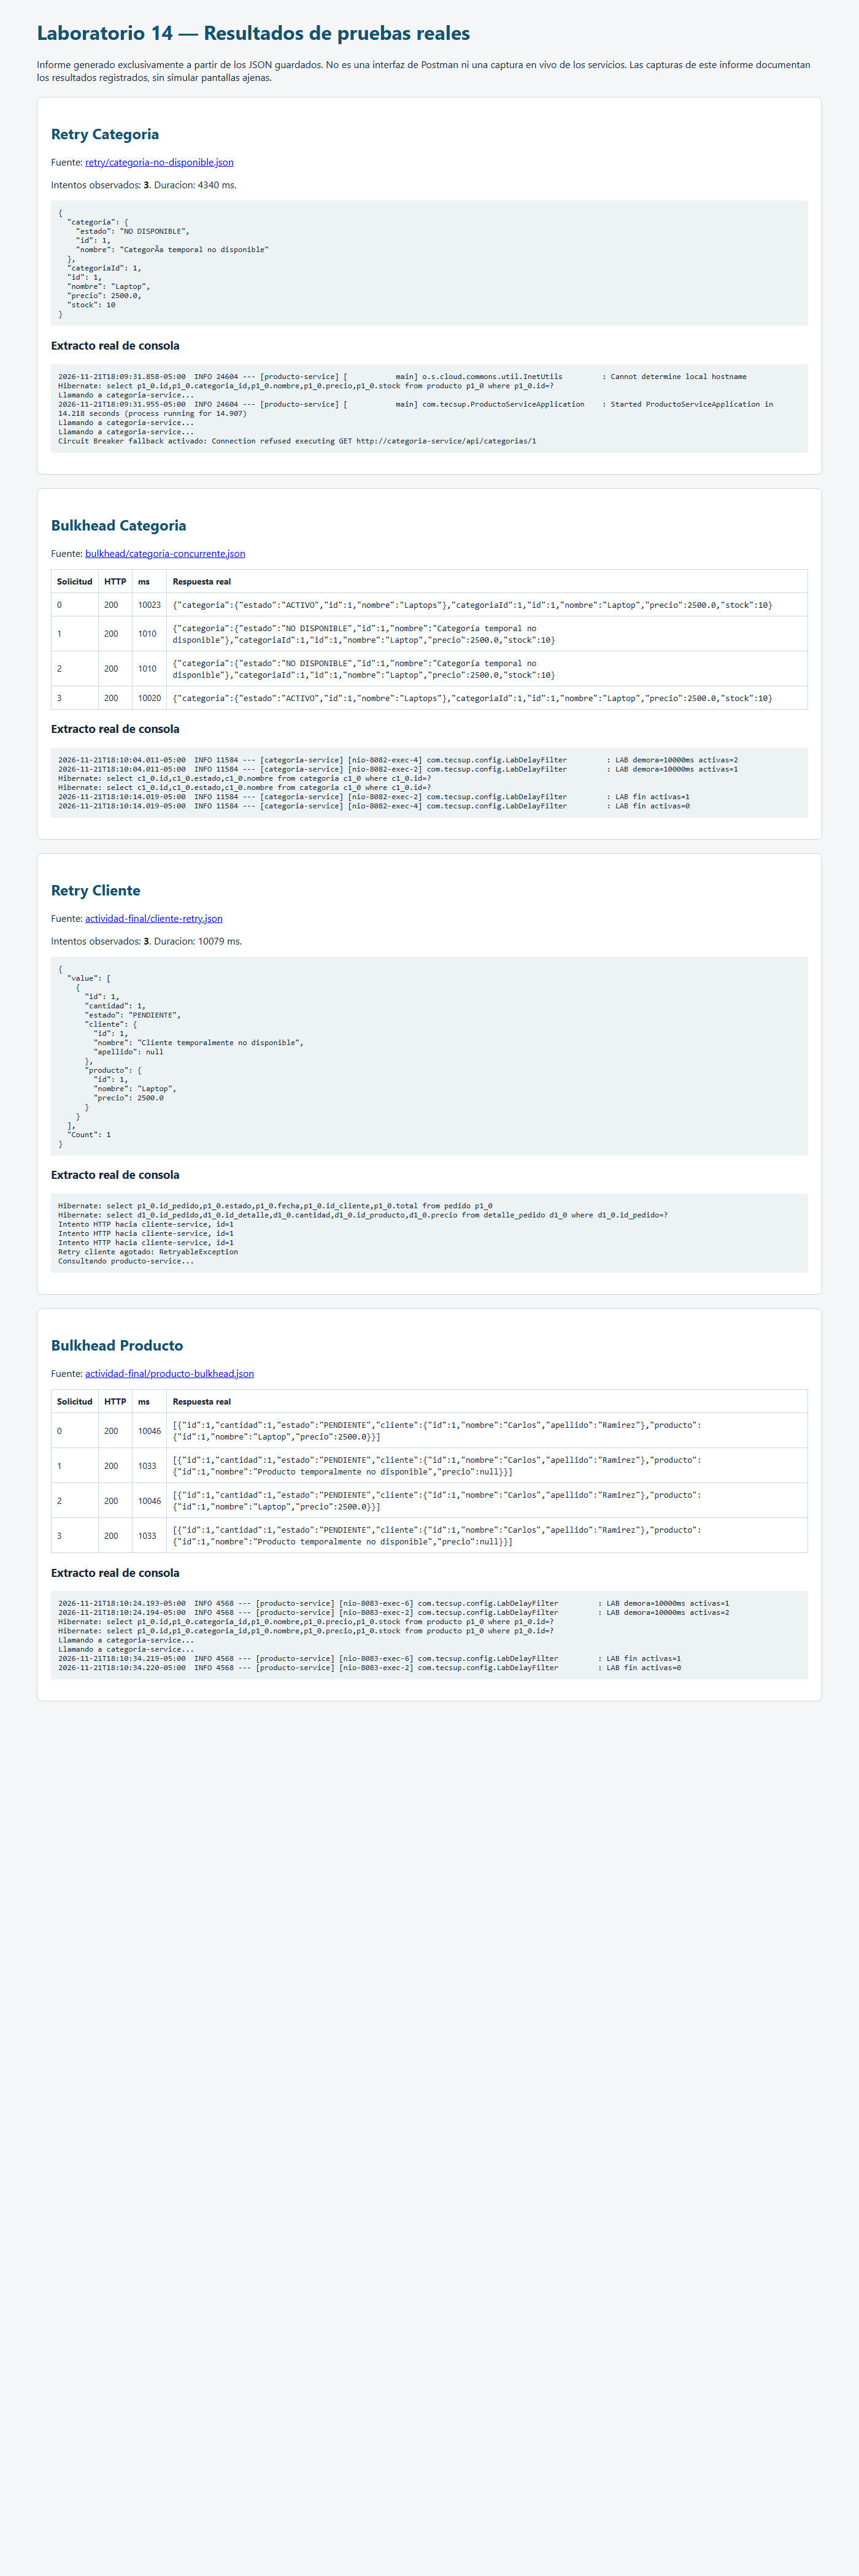 Laboratorio 14 — Resultados de pruebas reales
Informe generado exclusivamente a partir de los JSON guardados. No es una interfaz de Postman ni una captura en vivo de los servicios. Las capturas de este informe documentan
los resultados registrados, sin simular pantallas ajenas.
Retry Categoria
Fuente: retry/categoria-no-disponible.json
Intentos observados: 3. Duracion: 4340 ms.
{
  "categoria": {
    "estado": "NO DISPONIBLE",
    "id": 1,
    "nombre": "CategorÃa temporal no disponible"
  },
  "categoriaId": 1,
  "id": 1,
  "nombre": "Laptop",
  "precio": 2500.0,
  "stock": 10
}
Extracto real de consola
2026-11-21T18:09:31.858-05:00  INFO 24604 --- [producto-service] [           main] o.s.cloud.commons.util.InetUtils         : Cannot determine local hostname
Hibernate: select p1_0.id,p1_0.categoria_id,p1_0.nombre,p1_0.precio,p1_0.stock from producto p1_0 where p1_0.id=?
Llamando a categoria-service...
2026-11-21T18:09:31.955-05:00  INFO 24604 --- [producto-service] [           main] com.tecsup.ProductoServiceApplication    : Started ProductoServiceApplication in
14.218 seconds (process running for 14.907)
Llamando a categoria-service...
Llamando a categoria-service...
Circuit Breaker fallback activado: Connection refused executing GET http://categoria-service/api/categorias/1
Bulkhead Categoria
Fuente: bulkhead/categoria-concurrente.json
Solicitud HTTP ms Respuesta real
0 200 10023 {"categoria":{"estado":"ACTIVO","id":1,"nombre":"Laptops"},"categoriaId":1,"id":1,"nombre":"Laptop","precio":2500.0,"stock":10}
1 200 1010 {"categoria":{"estado":"NO DISPONIBLE","id":1,"nombre":"Categoría temporal no
disponible"},"categoriaId":1,"id":1,"nombre":"Laptop","precio":2500.0,"stock":10}
2 200 1010 {"categoria":{"estado":"NO DISPONIBLE","id":1,"nombre":"Categoría temporal no
disponible"},"categoriaId":1,"id":1,"nombre":"Laptop","precio":2500.0,"stock":10}
3 200 10020 {"categoria":{"estado":"ACTIVO","id":1,"nombre":"Laptops"},"categoriaId":1,"id":1,"nombre":"Laptop","precio":2500.0,"stock":10}
Extracto real de consola
2026-11-21T18:10:04.011-05:00  INFO 11584 --- [categoria-service] [nio-8082-exec-4] com.tecsup.config.LabDelayFilter         : LAB demora=10000ms activas=2
2026-11-21T18:10:04.011-05:00  INFO 11584 --- [categoria-service] [nio-8082-exec-2] com.tecsup.config.LabDelayFilter         : LAB demora=10000ms activas=1
Hibernate: select c1_0.id,c1_0.estado,c1_0.nombre from categoria c1_0 where c1_0.id=?
Hibernate: select c1_0.id,c1_0.estado,c1_0.nombre from categoria c1_0 where c1_0.id=?
2026-11-21T18:10:14.019-05:00  INFO 11584 --- [categoria-service] [nio-8082-exec-2] com.tecsup.config.LabDelayFilter         : LAB fin activas=1
2026-11-21T18:10:14.019-05:00  INFO 11584 --- [categoria-service] [nio-8082-exec-4] com.tecsup.config.LabDelayFilter         : LAB fin activas=0
Retry Cliente
Fuente: actividad-final/cliente-retry.json
Intentos observados: 3. Duracion: 10079 ms.
{
  "value": [
    {
      "id": 1,
      "cantidad": 1,
      "estado": "PENDIENTE",
      "cliente": {
        "id": 1,
        "nombre": "Cliente temporalmente no disponible",
        "apellido": null
      },
      "producto": {
        "id": 1,
        "nombre": "Laptop",
        "precio": 2500.0
      }
    }
  ],
  "Count": 1
}
Extracto real de consola
Hibernate: select p1_0.id_pedido,p1_0.estado,p1_0.fecha,p1_0.id_cliente,p1_0.total from pedido p1_0
Hibernate: select d1_0.id_pedido,d1_0.id_detalle,d1_0.cantidad,d1_0.id_producto,d1_0.precio from detalle_pedido d1_0 where d1_0.id_pedido=?
Intento HTTP hacia cliente-service, id=1
Intento HTTP hacia cliente-service, id=1
Intento HTTP hacia cliente-service, id=1
Retry cliente agotado: RetryableException
Consultando producto-service...
Bulkhead Producto
Fuente: actividad-final/producto-bulkhead.json
Solicitud HTTP ms Respuesta real
0 200 10046 [{"id":1,"cantidad":1,"estado":"PENDIENTE","cliente":{"id":1,"nombre":"Carlos","apellido":"Ramirez"},"producto":
{"id":1,"nombre":"Laptop","precio":2500.0}}]
1 200 1033 [{"id":1,"cantidad":1,"estado":"PENDIENTE","cliente":{"id":1,"nombre":"Carlos","apellido":"Ramirez"},"producto":
{"id":1,"nombre":"Producto temporalmente no disponible","precio":null}}]
2 200 10046 [{"id":1,"cantidad":1,"estado":"PENDIENTE","cliente":{"id":1,"nombre":"Carlos","apellido":"Ramirez"},"producto":
{"id":1,"nombre":"Laptop","precio":2500.0}}]
3 200 1033 [{"id":1,"cantidad":1,"estado":"PENDIENTE","cliente":{"id":1,"nombre":"Carlos","apellido":"Ramirez"},"producto":
{"id":1,"nombre":"Producto temporalmente no disponible","precio":null}}]
Extracto real de consola
2026-11-21T18:10:24.193-05:00  INFO 4568 --- [producto-service] [nio-8083-exec-6] com.tecsup.config.LabDelayFilter         : LAB demora=10000ms activas=1
2026-11-21T18:10:24.194-05:00  INFO 4568 --- [producto-service] [nio-8083-exec-2] com.tecsup.config.LabDelayFilter         : LAB demora=10000ms activas=2
Hibernate: select p1_0.id,p1_0.categoria_id,p1_0.nombre,p1_0.precio,p1_0.stock from producto p1_0 where p1_0.id=?
Hibernate: select p1_0.id,p1_0.categoria_id,p1_0.nombre,p1_0.precio,p1_0.stock from producto p1_0 where p1_0.id=?
Llamando a categoria-service...
Llamando a categoria-service...
2026-11-21T18:10:34.219-05:00  INFO 4568 --- [producto-service] [nio-8083-exec-6] com.tecsup.config.LabDelayFilter         : LAB fin activas=1
2026-11-21T18:10:34.220-05:00  INFO 4568 --- [producto-service] [nio-8083-exec-2] com.tecsup.config.LabDelayFilter         : LAB fin activas=0